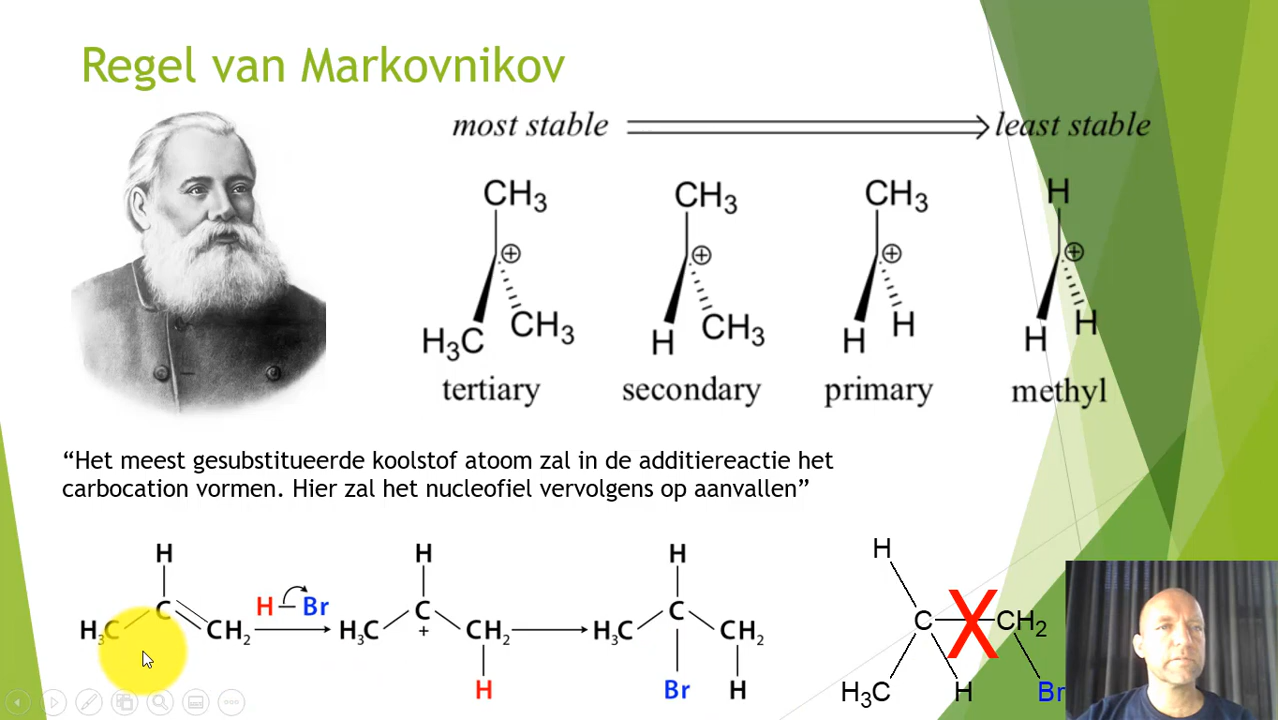 Regel van Markovnikov
most stable least stable
CH3 CH3 CH3 H
⊕ ⊕ ⊕ ⊕
H3C CH3 H CH3 H H H H
tertiary secondary primary methyl
“Het meest gesubstitueerde koolstof atoom zal in de additiereactie het
carbocation vormen. Hier zal het nucleofiel vervolgens op aanvallen”
H H H H
C H–Br C C C X CH2
H3C CH2 H3C + CH2 H3C CH2
H Br H H3C H Br